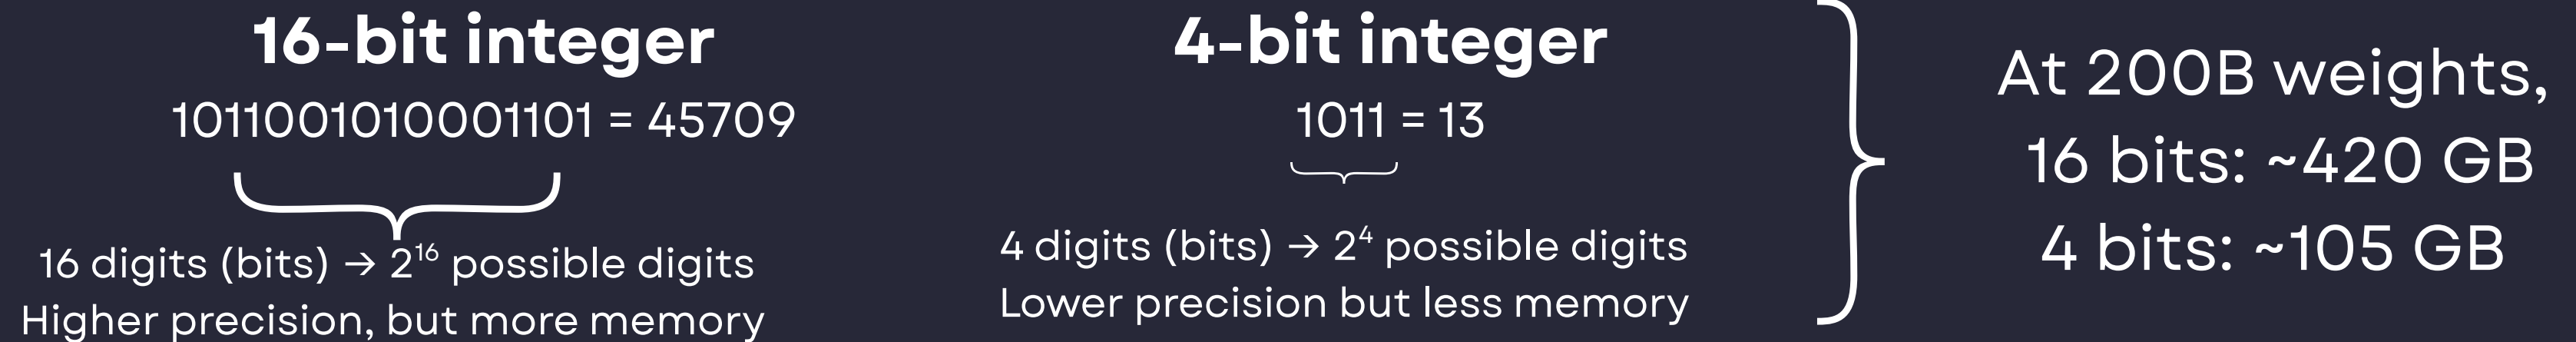 16-bit integer
1011001010001101 = 45709
16 digits (bits) → 2¹⁶ possible digits
Higher precision, but more memory
4-bit integer
1011 = 13
4 digits (bits) → 2⁴ possible digits
Lower precision but less memory
At 200B weights,
16 bits: ~420 GB
4 bits: ~105 GB